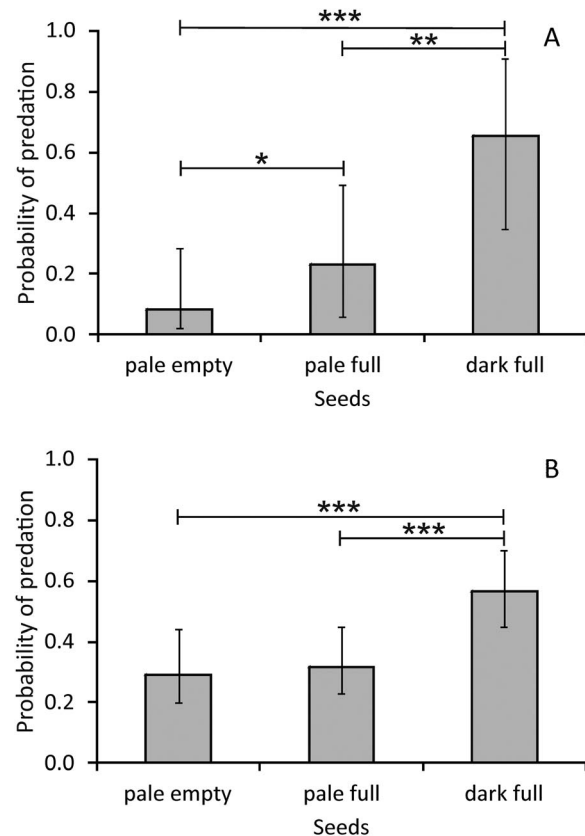 A
***
**
*
Probability of predation
1.0
0.8
0.6
0.4
0.2
0.0
pale empty pale full dark full
Seeds
B
***
***
Probability of predation
1.0
0.8
0.6
0.4
0.2
0.0
pale empty pale full dark full
Seeds